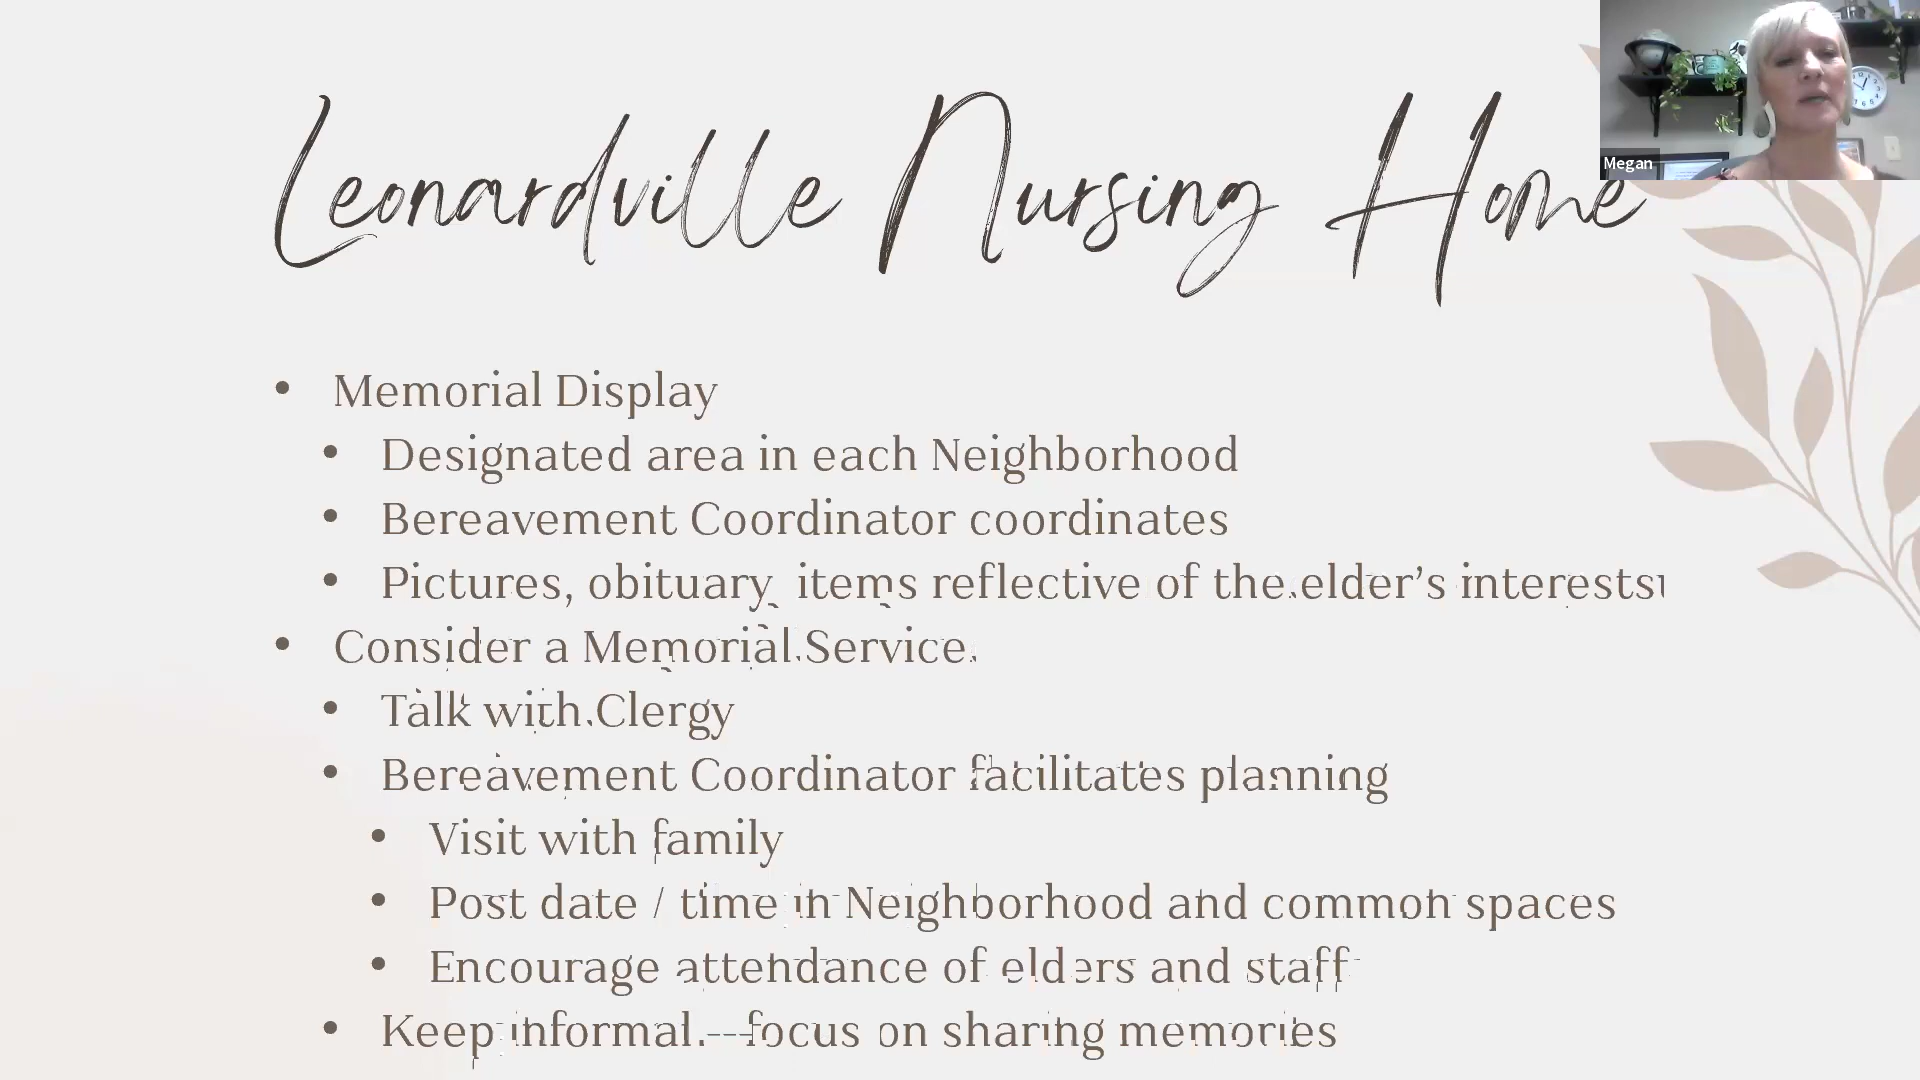 Leonardville Nursing Home
Megan
• Memorial Display
• Designated area in each Neighborhood
• Bereavement Coordinator coordinates
• Pictures, obituary, items reflective of the elder's interests
• Consider a Memorial Service
• Talk with Clergy
• Bereavement Coordinator facilitates planning
• Visit with family
• Post date / time in Neighborhood and common spaces
• Encourage attendance of elders and staff
• Keep informal – focus on sharing memories